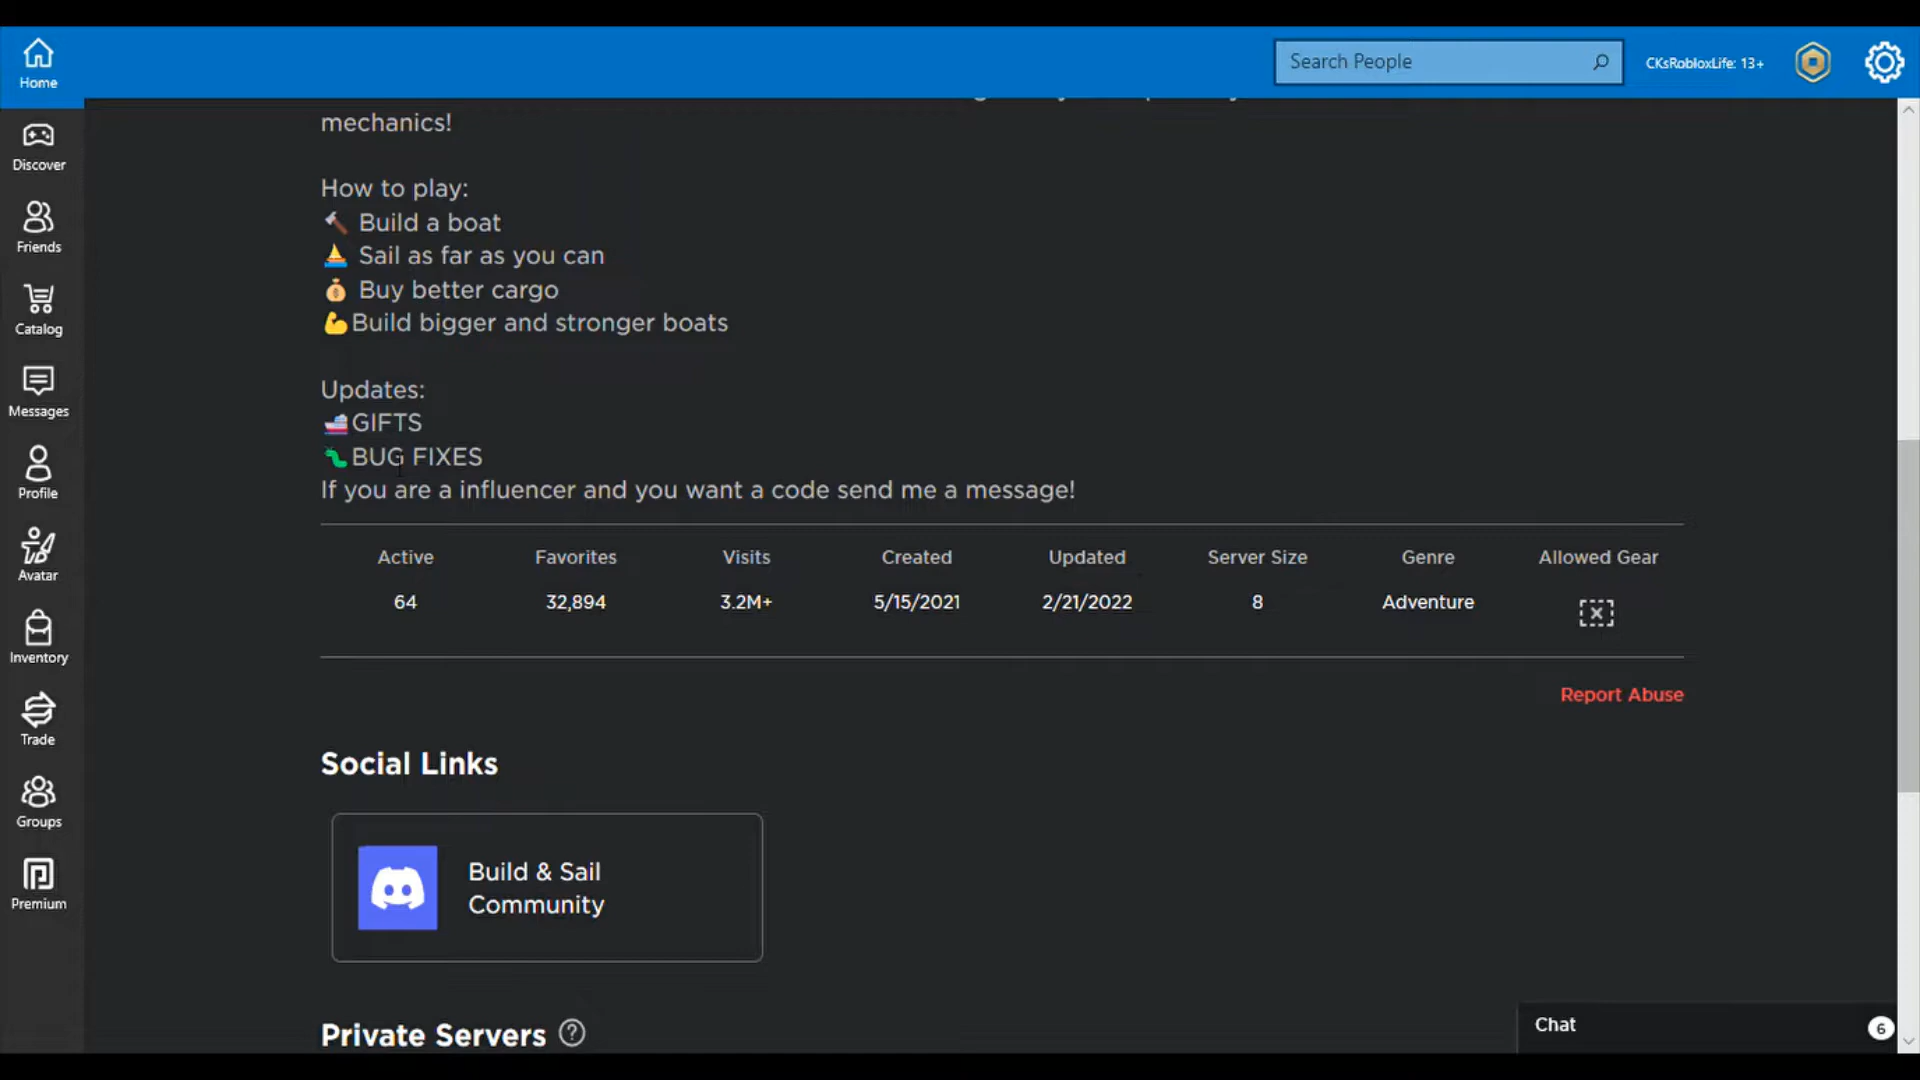 Home
Search People
CKsRobloxLife: 13+
Discover
Friends
Catalog
Messages
Profile
Avatar
Inventory
Trade
Groups
Premium
mechanics!
How to play:
🔨 Build a boat
⛵ Sail as far as you can
💰 Buy better cargo
💪Build bigger and stronger boats
Updates:
🚢GIFTS
🐛BUG FIXES
If you are a influencer and you want a code send me a message!
Active Favorites Visits Created Updated Server Size Genre Allowed Gear
64 32,894 3.2M+ 5/15/2021 2/21/2022 8 Adventure
Report Abuse
Social Links
Build & Sail
Community
Private Servers ?
Chat 6